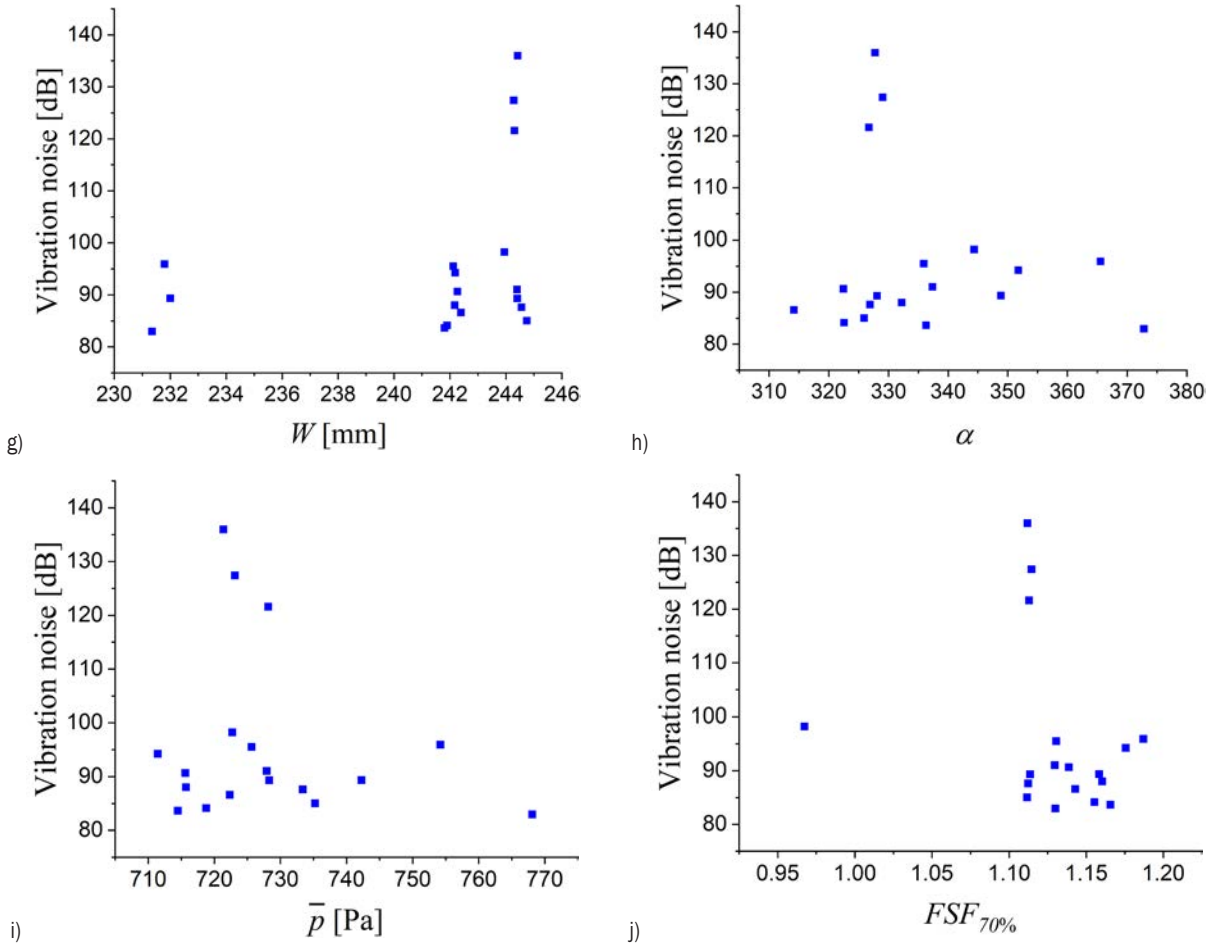 140
130
120
110
100
90
80
Vibration noise [dB]
230 232 234 236 238 240 242 244 246
W [mm]
g)
140
130
120
110
100
90
80
Vibration noise [dB]
310 320 330 340 350 360 370 380
α
h)
140
130
120
110
100
90
80
Vibration noise [dB]
710 720 730 740 750 760 770
p̅ [Pa]
i)
140
130
120
110
100
90
80
Vibration noise [dB]
0.95 1.00 1.05 1.10 1.15 1.20
FSF70%
j)